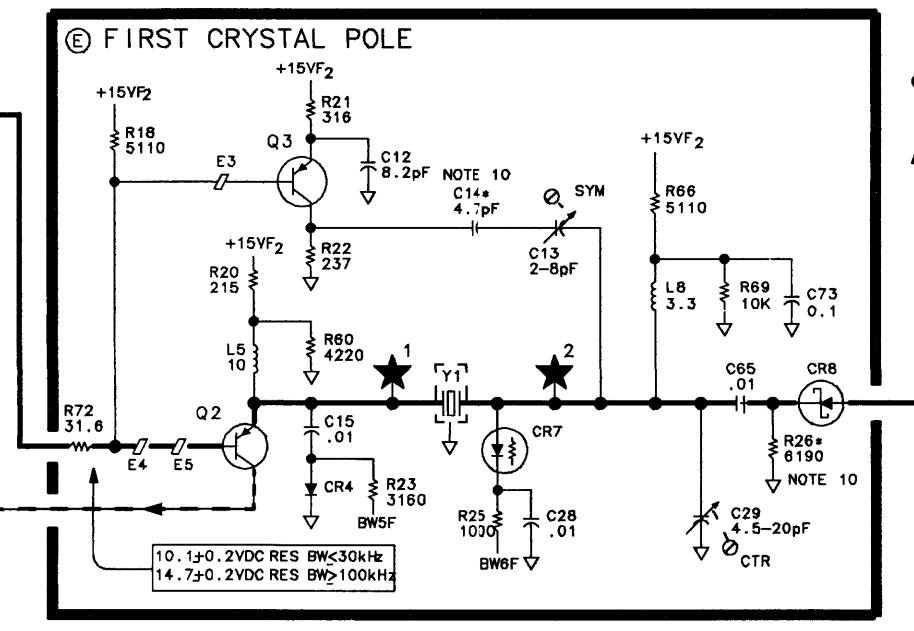 Ⓔ FIRST CRYSTAL POLE
+15VF2
+15VF2
R21
316
R18
5110
Q3
E3
C12
8.2pF
NOTE 10
C14*
4.7pF
SYM
+15VF2
R66
5110
+15VF2
R22
237
C13
2-8pF
R20
215
L8
3.3
R69
10K
C73
0.1
L5
10
R60
4220
1
2
Y1
C65
.01
CR8
R72
31.6
Q2
C15
.01
CR7
R26*
6190
E4
E5
CR4
R23
3160
NOTE 10
BW5F
R25
1000
C28
.01
C29
4.5-20pF
BW6F
CTR
10.1±0.2VDC RES BW≤30kHz
14.7±0.2VDC RES BW≥100kHz